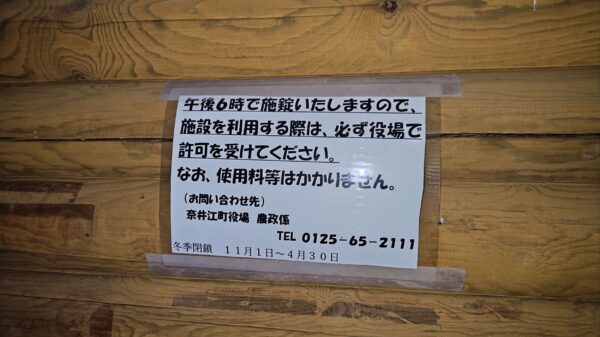 午後6時で施錠いたしますので、
施設を利用する際は、必ず役場で
許可を受けてください。
なお、使用料等はかかりません。
(お問い合わせ先)
奈井江町役場 農政係
TEL 0125-65-2111
冬季閉鎖 11月1日～4月30日